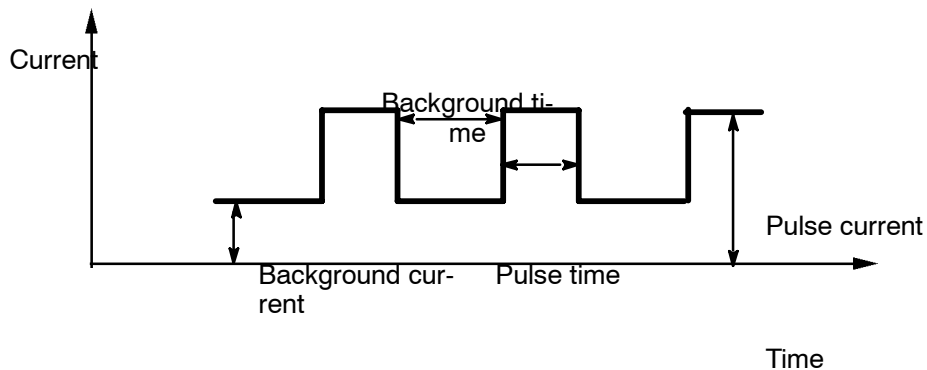 Current
Background ti-
me
Pulse current
Background cur-
rent
Pulse time
Time